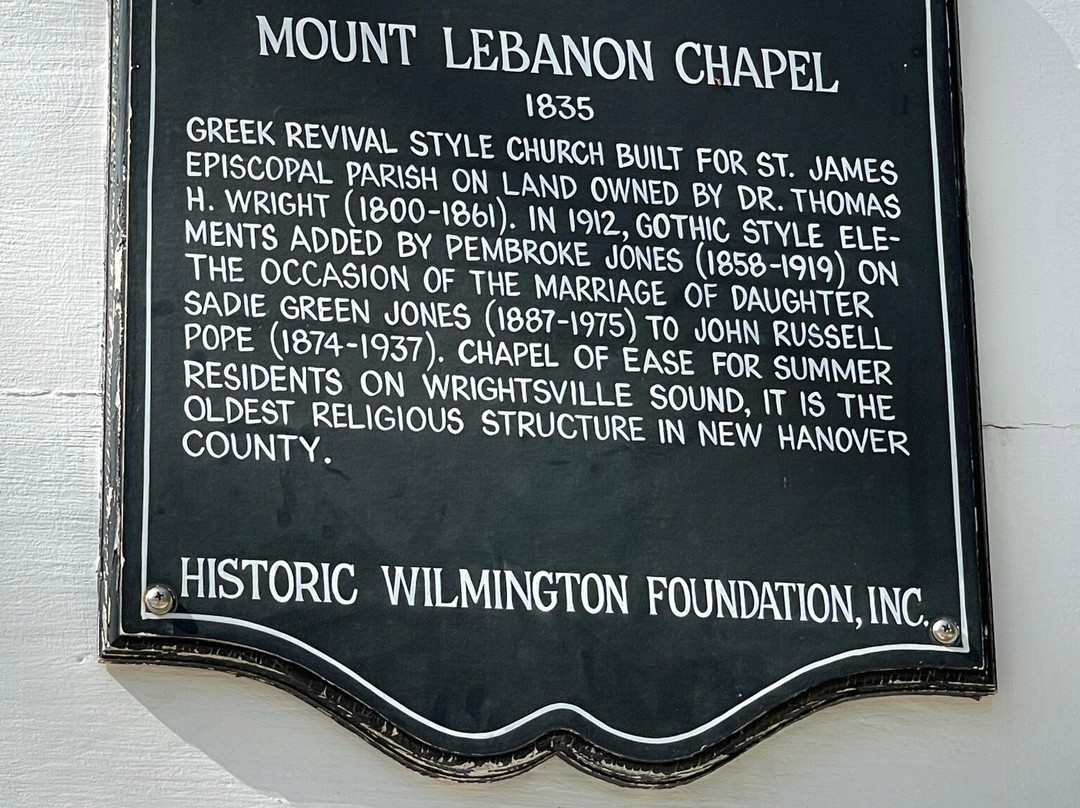 MOUNT LEBANON CHAPEL
1835
GREEK REVIVAL STYLE CHURCH BUILT FOR ST. JAMES
EPISCOPAL PARISH ON LAND OWNED BY DR. THOMAS
H. WRIGHT (1800-1861). IN 1912, GOTHIC STYLE ELE-
MENTS ADDED BY PEMBROKE JONES (1858-1919) ON
THE OCCASION OF THE MARRIAGE OF DAUGHTER
SADIE GREEN JONES (1887-1975) TO JOHN RUSSELL
POPE (1874-1937). CHAPEL OF EASE FOR SUMMER
RESIDENTS ON WRIGHTSVILLE SOUND, IT IS THE
OLDEST RELIGIOUS STRUCTURE IN NEW HANOVER
COUNTY.
HISTORIC WILMINGTON FOUNDATION, INC.